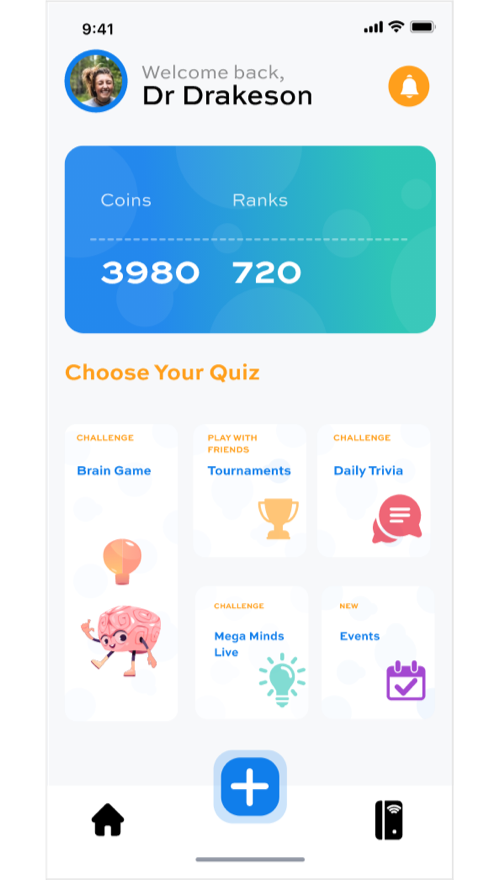 9:41
Welcome back,
Dr Drakeson
Coins Ranks
3980 720
Choose Your Quiz
CHALLENGE
Brain Game
PLAY WITH
FRIENDS
Tournaments
CHALLENGE
Daily Trivia
CHALLENGE
Mega Minds
Live
NEW
Events